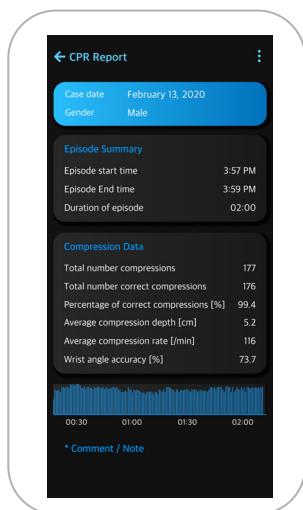 CPR Report
Case date February 13, 2020
Gender Male
Episode Summary
Episode start time 3:57 PM
Episode End time 3:59 PM
Duration of episode 02:00
Compression Data
Total number compressions 177
Total number correct compressions 176
Percentage of correct compressions [%] 99.4
Average compression depth [cm] 5.2
Average compression rate [/min] 116
Wrist angle accuracy [%] 73.7
00:30 01:00 01:30 02:00
* Comment / Note